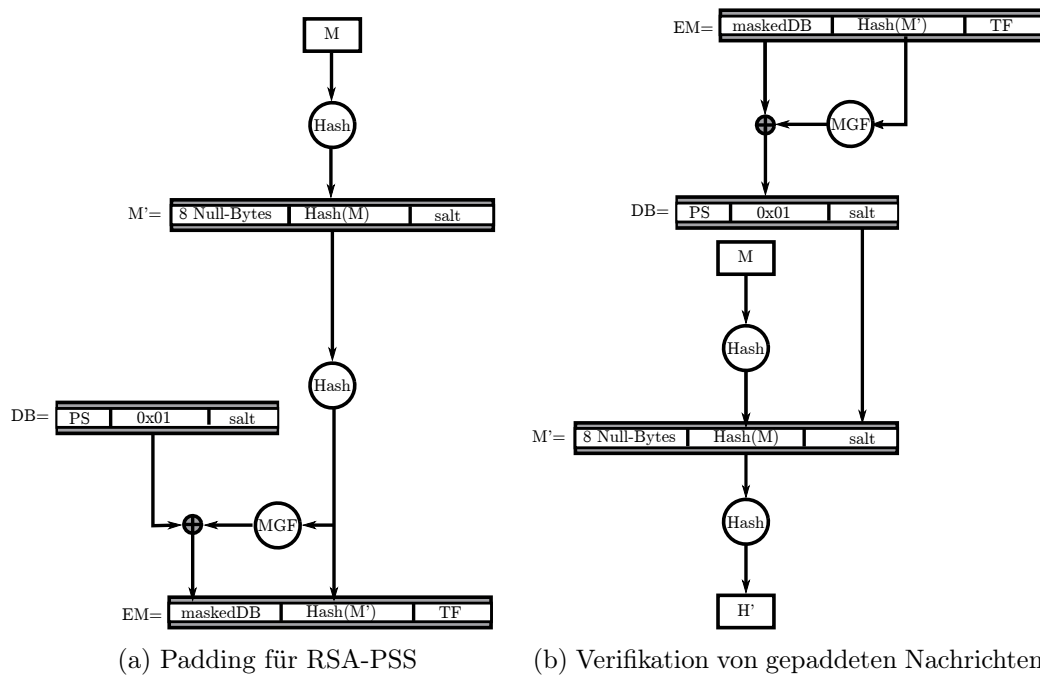 M
Hash
M'= 8 Null-Bytes Hash(M) salt
Hash
DB= PS 0x01 salt
MGF
EM= maskedDB Hash(M') TF
(a) Padding für RSA-PSS
EM= maskedDB Hash(M') TF
MGF
DB= PS 0x01 salt
M
Hash
M'= 8 Null-Bytes Hash(M) salt
Hash
H'
(b) Verifikation von gepaddeten Nachrichten